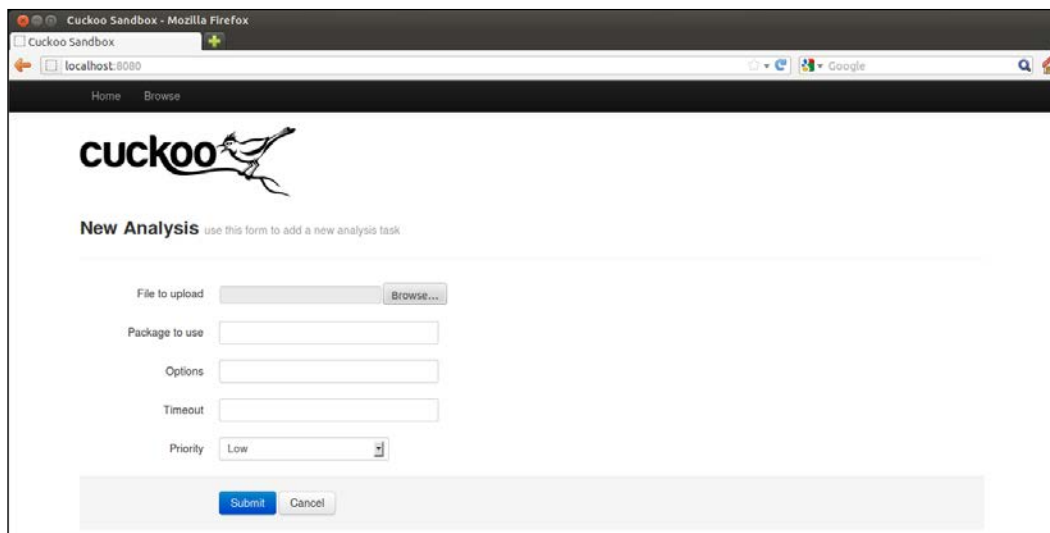 Cuckoo Sandbox - Mozilla Firefox
Cuckoo Sandbox
localhost:8080
Google
Home Browse
cuckoo
New Analysis use this form to add a new analysis task
File to upload Browse...
Package to use
Options
Timeout
Priority Low
Submit Cancel